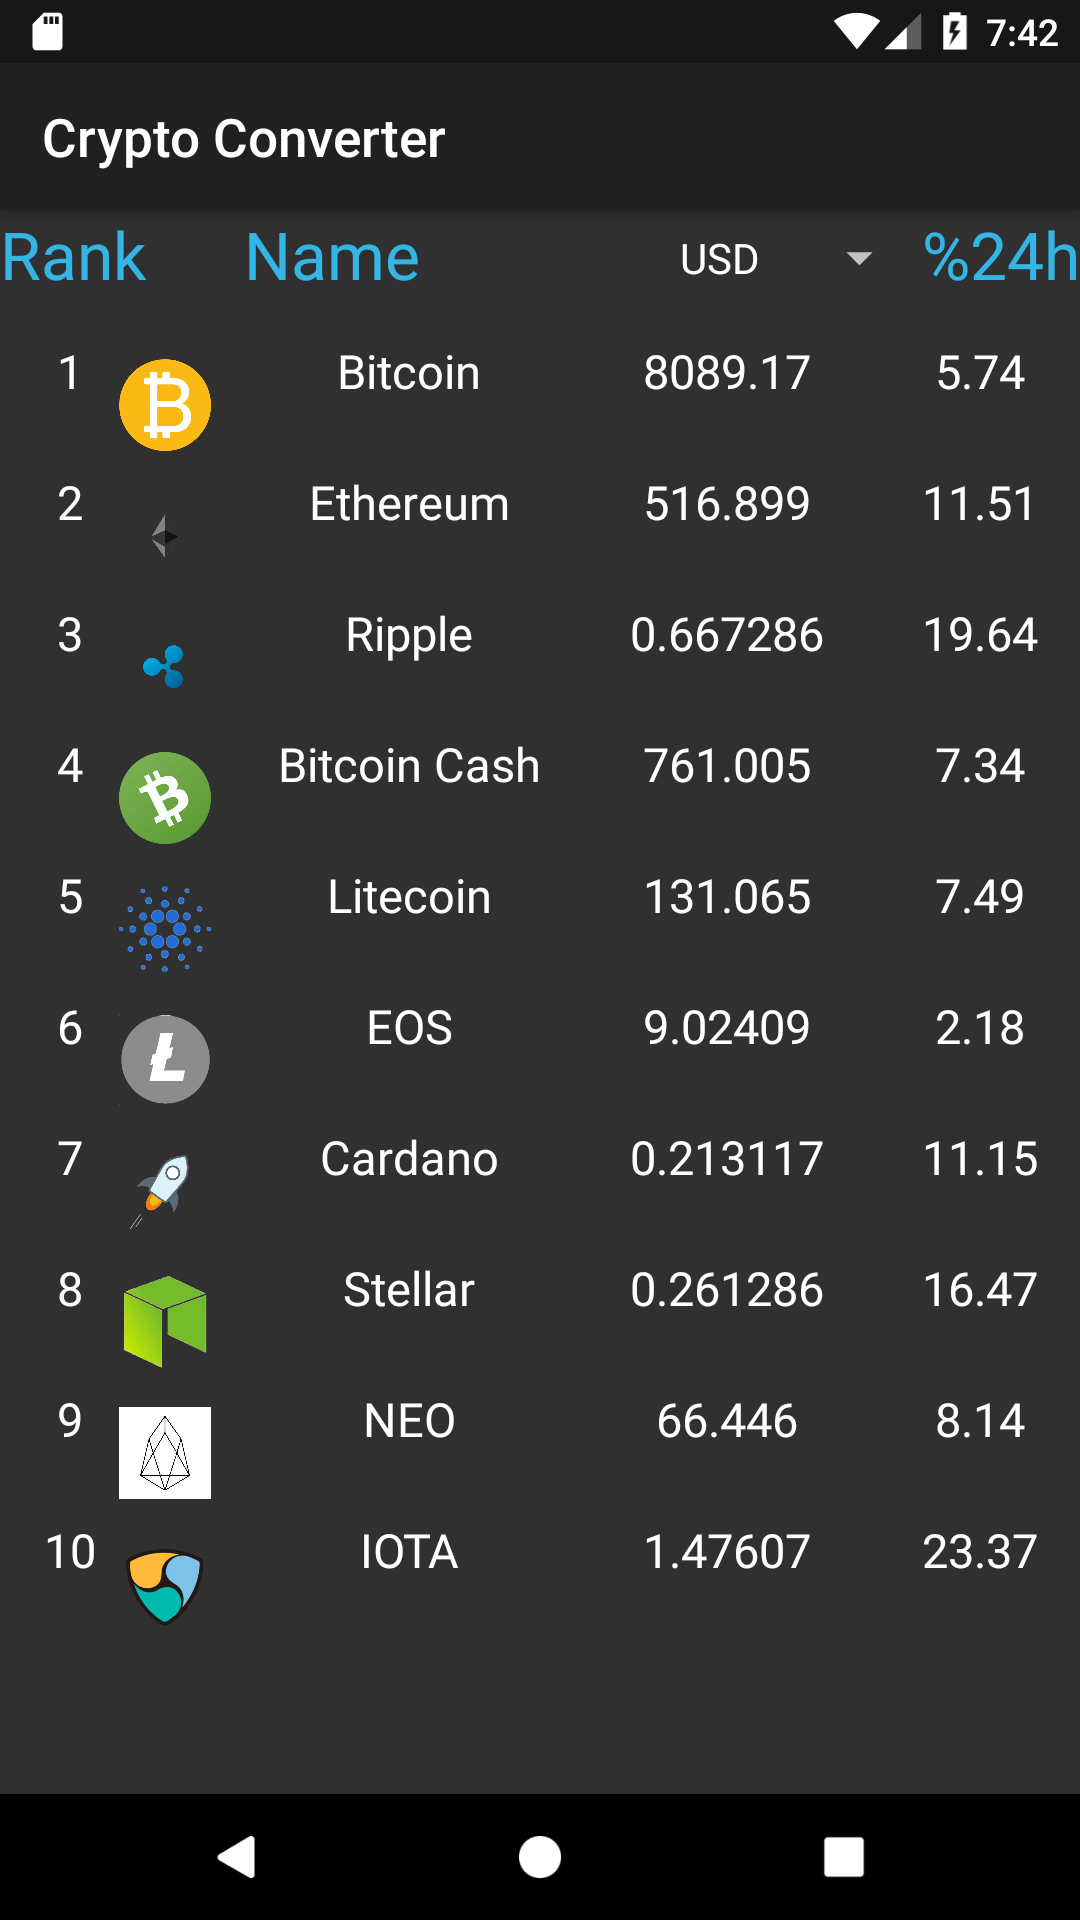 7:42
Crypto Converter
Rank Name USD %24h
1 Bitcoin 8089.17 5.74
2 Ethereum 516.899 11.51
3 Ripple 0.667286 19.64
4 Bitcoin Cash 761.005 7.34
5 Litecoin 131.065 7.49
6 EOS 9.02409 2.18
7 Cardano 0.213117 11.15
8 Stellar 0.261286 16.47
9 NEO 66.446 8.14
10 IOTA 1.47607 23.37